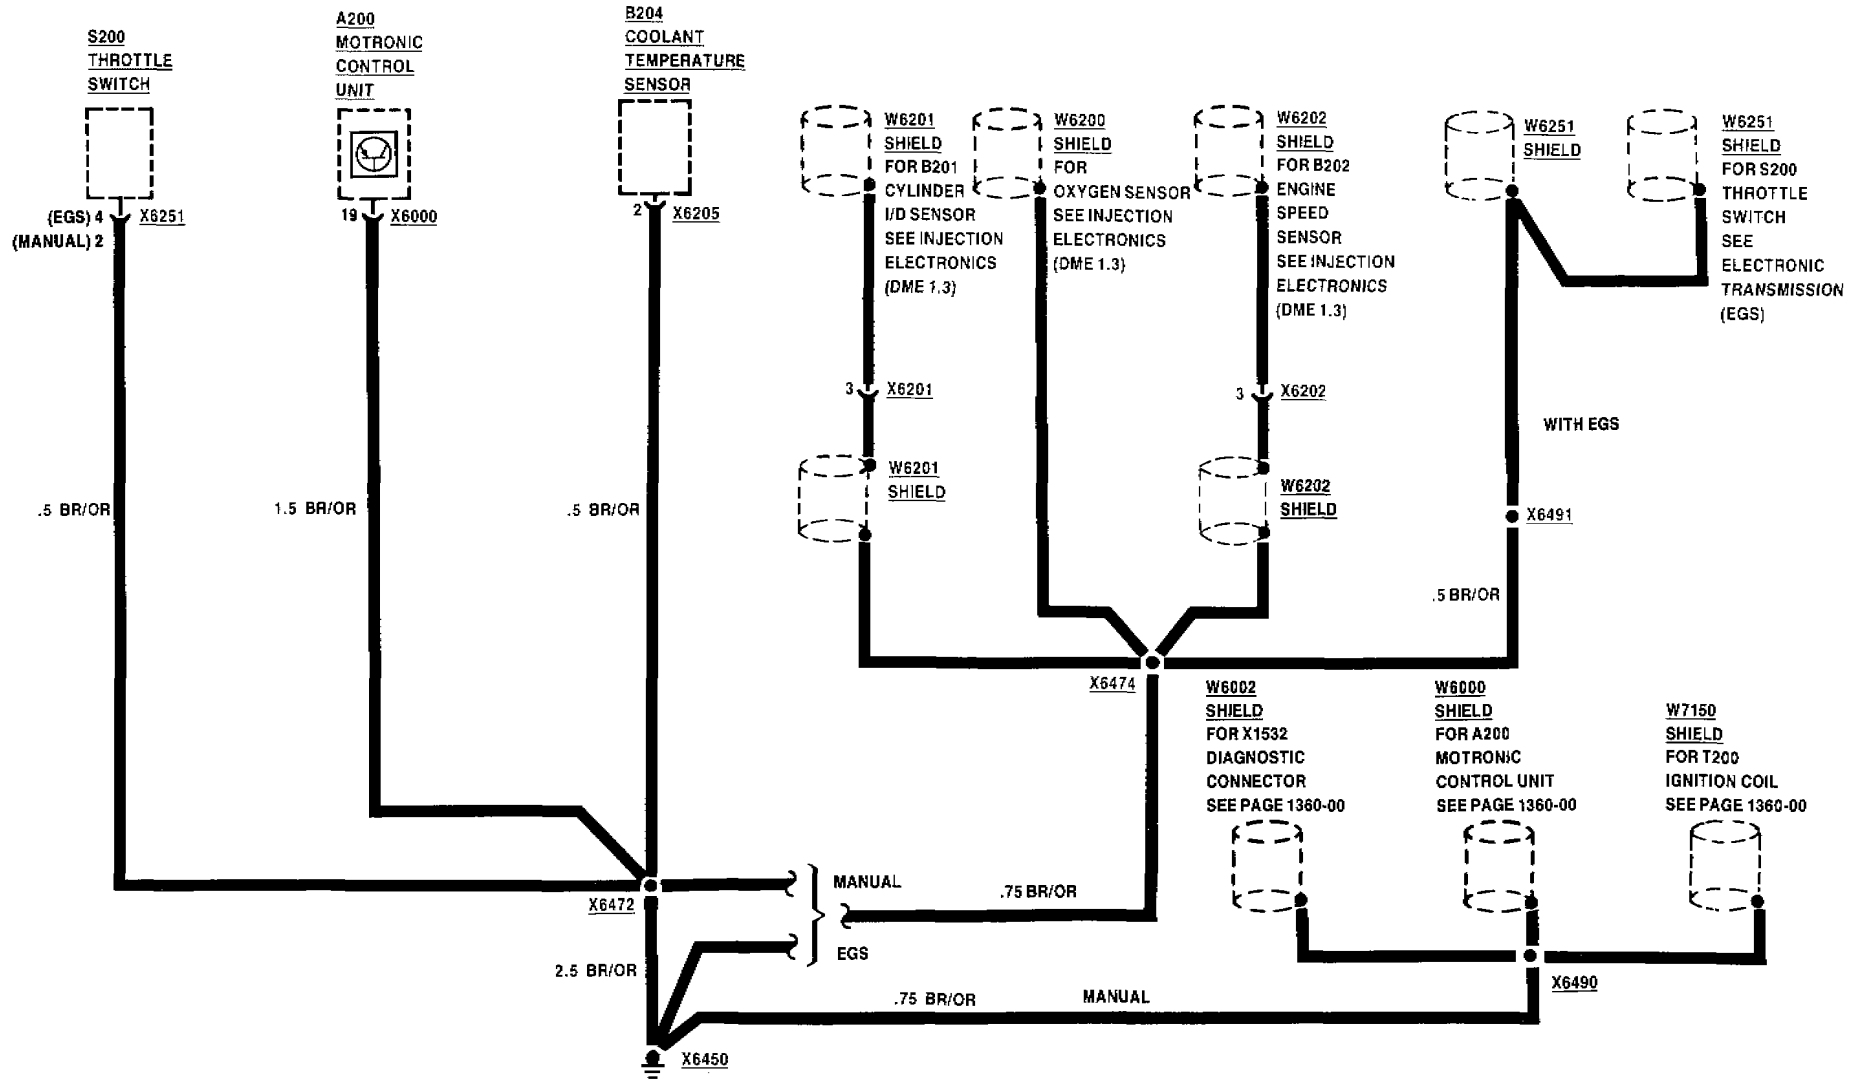 S200
THROTTLE
SWITCH
A200
MOTRONIC
CONTROL
UNIT
B204
COOLANT
TEMPERATURE
SENSOR
W6201
SHIELD
FOR B201
CYLINDER
I/D SENSOR
SEE INJECTION
ELECTRONICS
(DME 1.3)
W6200
SHIELD
FOR
OXYGEN SENSOR
SEE INJECTION
ELECTRONICS
(DME 1.3)
W6202
SHIELD
FOR B202
ENGINE
SPEED
SENSOR
SEE INJECTION
ELECTRONICS
(DME 1.3)
W6251
SHIELD
W6251
SHIELD
FOR S200
THROTTLE
SWITCH
SEE
ELECTRONIC
TRANSMISSION
(EGS)
(EGS) 4 X6251
(MANUAL) 2
19 X6000
2 X6205
3 X6201
3 X6202
WITH EGS
W6201
SHIELD
W6202
SHIELD
.5 BR/OR
1.5 BR/OR
.5 BR/OR
X6491
.5 BR/OR
X6474
W6002
SHIELD
FOR X1532
DIAGNOSTIC
CONNECTOR
SEE PAGE 1360-00
W6000
SHIELD
FOR A200
MOTRONIC
CONTROL UNIT
SEE PAGE 1360-00
W7150
SHIELD
FOR T200
IGNITION COIL
SEE PAGE 1360-00
X6472
MANUAL
.75 BR/OR
EGS
2.5 BR/OR
X6490
.75 BR/OR MANUAL
X6450